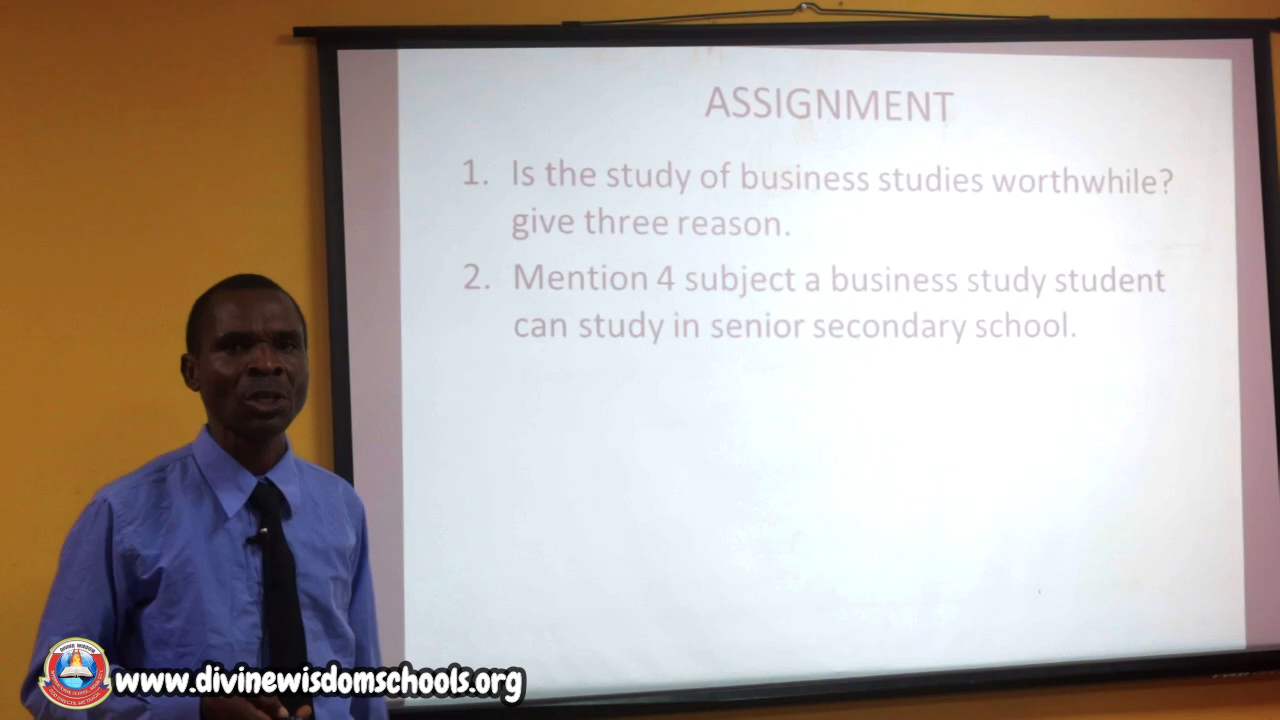 ASSIGNMENT
1. Is the study of business studies worthwhile?
give three reason.
2. Mention 4 subject a business study student
can study in senior secondary school.
www.divinewisdomschools.org